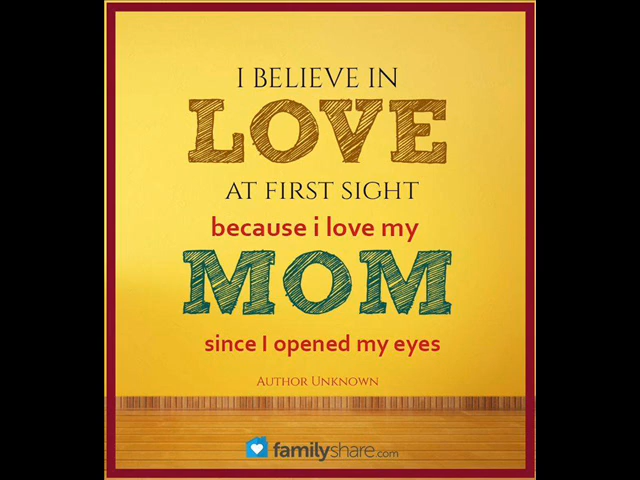 I BELIEVE IN
LOVE
AT FIRST SIGHT
because i love my
MOM
since I opened my eyes
AUTHOR UNKNOWN
familyshare.com